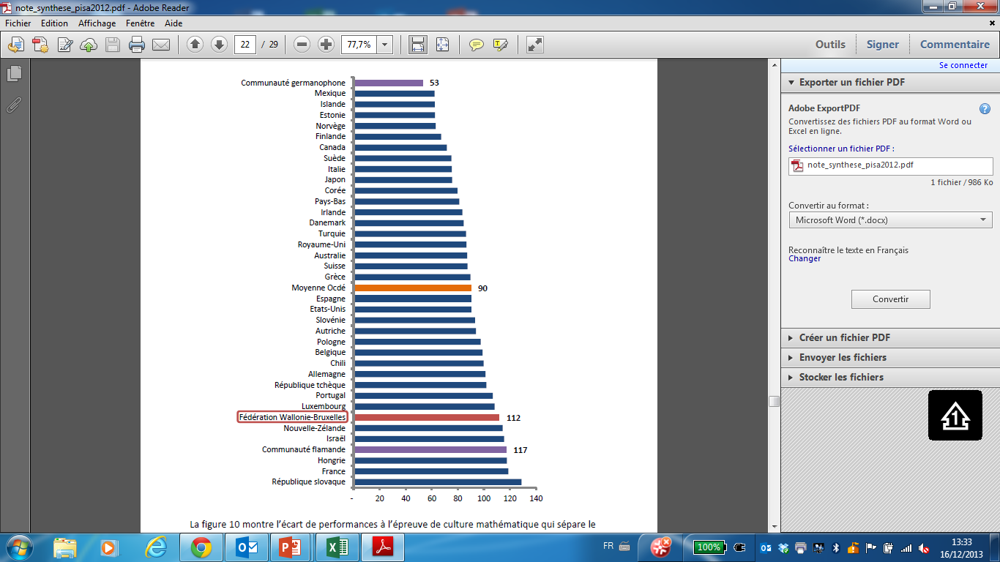 note_synthese_pisa2012.pdf - Adobe Reader
Fichier Edition Affichage Fenêtre Aide
22 / 29 77,7% Outils Signer Commentaire
Se connecter
Exporter un fichier PDF
Adobe ExportPDF
Convertissez des fichiers PDF au format Word ou
Excel en ligne.
Sélectionner un fichier PDF :
note_synthese_pisa2012.pdf
1 fichier / 986 Ko
Convertir au format :
Microsoft Word (*.docx)
Reconnaître le texte en Français
Changer
Convertir
Créer un fichier PDF
Envoyer les fichiers
Stocker les fichiers
1
Communauté germanophone 53
Mexique
Islande
Estonie
Norvège
Finlande
Canada
Suède
Italie
Japon
Corée
Pays-Bas
Irlande
Danemark
Turquie
Royaume-Uni
Australie
Suisse
Grèce
Moyenne Ocdé 90
Espagne
Etats-Unis
Slovénie
Autriche
Pologne
Belgique
Chili
Allemagne
République tchèque
Portugal
Luxembourg
Fédération Wallonie-Bruxelles 112
Nouvelle-Zélande
Israël
Communauté flamande 117
Hongrie
France
République slovaque
- 20 40 60 80 100 120 140
La figure 10 montre l'écart de performances à l'épreuve de culture mathématique qui sépare le
FR 100% 13:33
16/12/2013